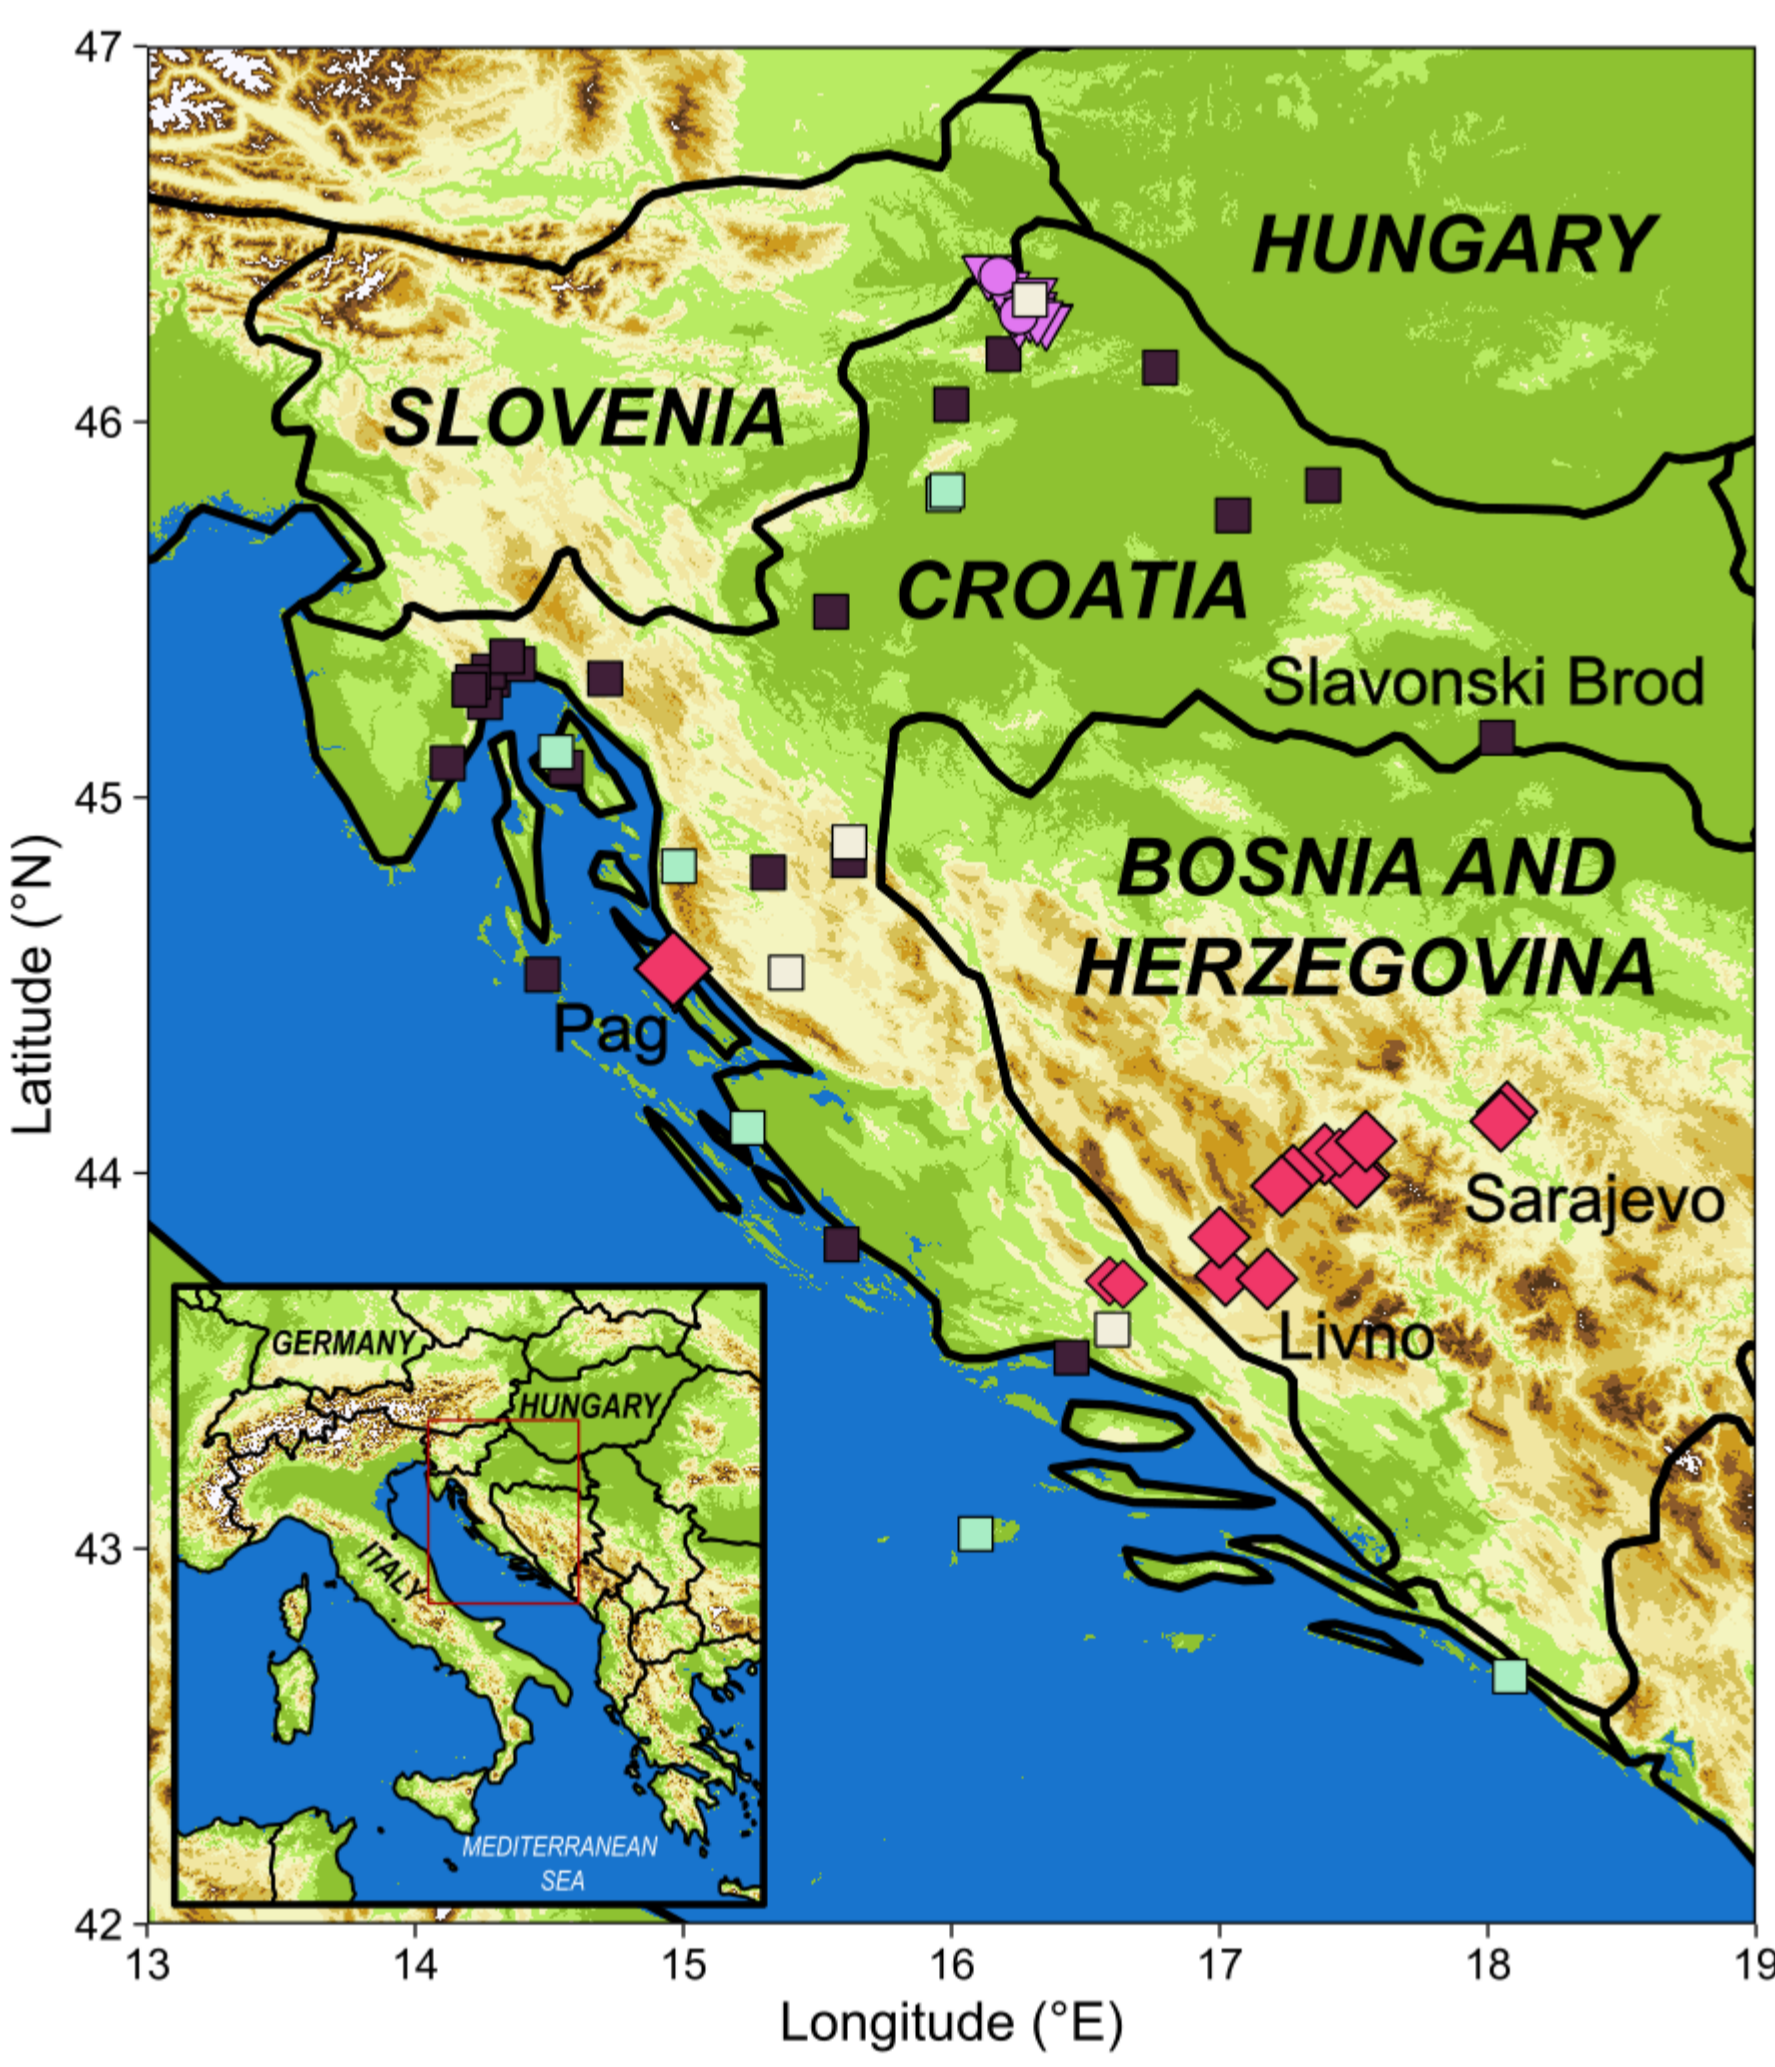 47
HUNGARY
SLOVENIA
46
CROATIA
Slavonski Brod
45
BOSNIA AND
HERZEGOVINA
Pag
Latitude (°N)
44
Sarajevo
Livno
GERMANY
HUNGARY
ITALY
43
MEDITERRANEAN
SEA
42
13 14 15 16 17 18 19
Longitude (°E)